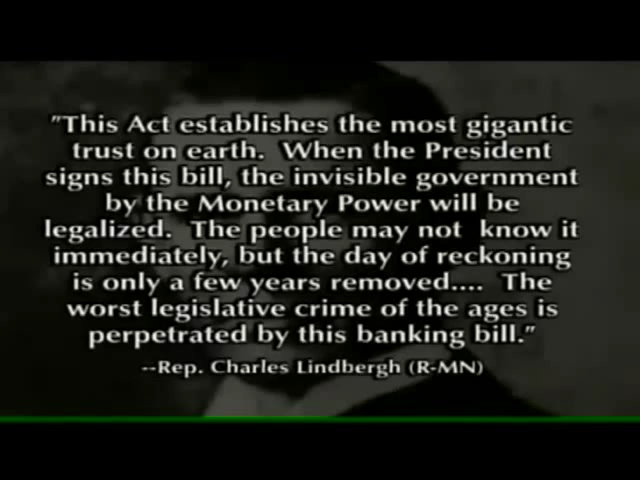 "This Act establishes the most gigantic
trust on earth. When the President
signs this bill, the invisible government
by the Monetary Power will be
legalized. The people may not know it
immediately, but the day of reckoning
is only a few years removed.... The
worst legislative crime of the ages is
perpetrated by this banking bill."
--Rep. Charles Lindbergh (R-MN)